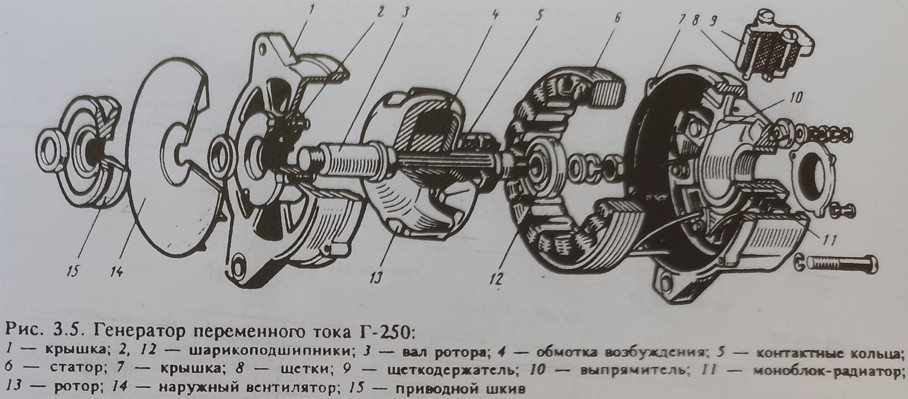 1 2 3 4 5 6 7 8 9
10
15 14 13 12 11
Рис. 3.5. Генератор переменного тока Г-250:
1 — крышка; 2, 12 — шарикоподшипники; 3 — вал ротора; 4 — обмотка возбуждения; 5 — контактные кольца;
6 — статор; 7 — крышка; 8 — щетки; 9 — щеткодержатель; 10 — выпрямитель; 11 — моноблок-радиатор;
13 — ротор; 14 — наружный вентилятор; 15 — приводной шкив